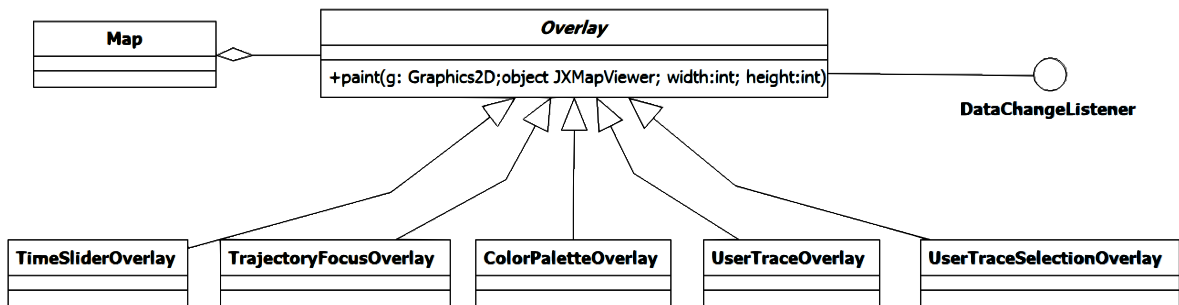 Map
Overlay
+paint(g: Graphics2D;object JXMapViewer; width:int; height:int)
DataChangeListener
TimeSliderOverlay
TrajectoryFocusOverlay
ColorPaletteOverlay
UserTraceOverlay
UserTraceSelectionOverlay